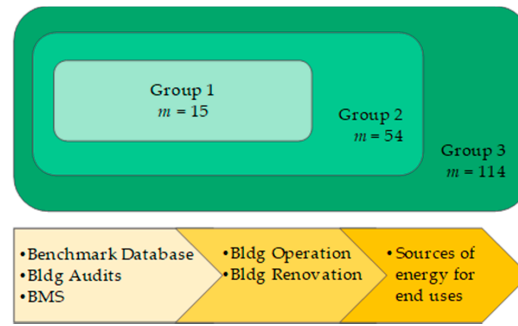 Group 1
m = 15
Group 2
m = 54
Group 3
m = 114
•Benchmark Database
•Bldg Audits
•BMS
•Bldg Operation
•Bldg Renovation
•Sources of
energy for
end uses